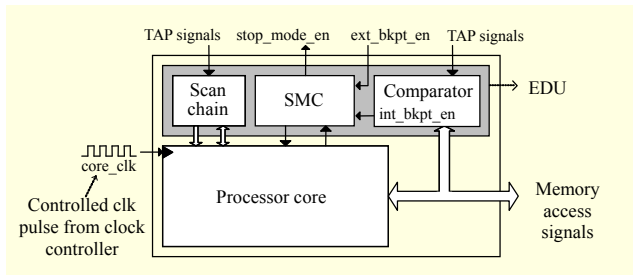 TAP signals stop_mode_en ext_bkpt_en TAP signals
Scan
chain
SMC
Comparator
int_bkpt_en
EDU
core_clk
Processor core
Controlled clk
pulse from clock
controller
Memory
access
signals